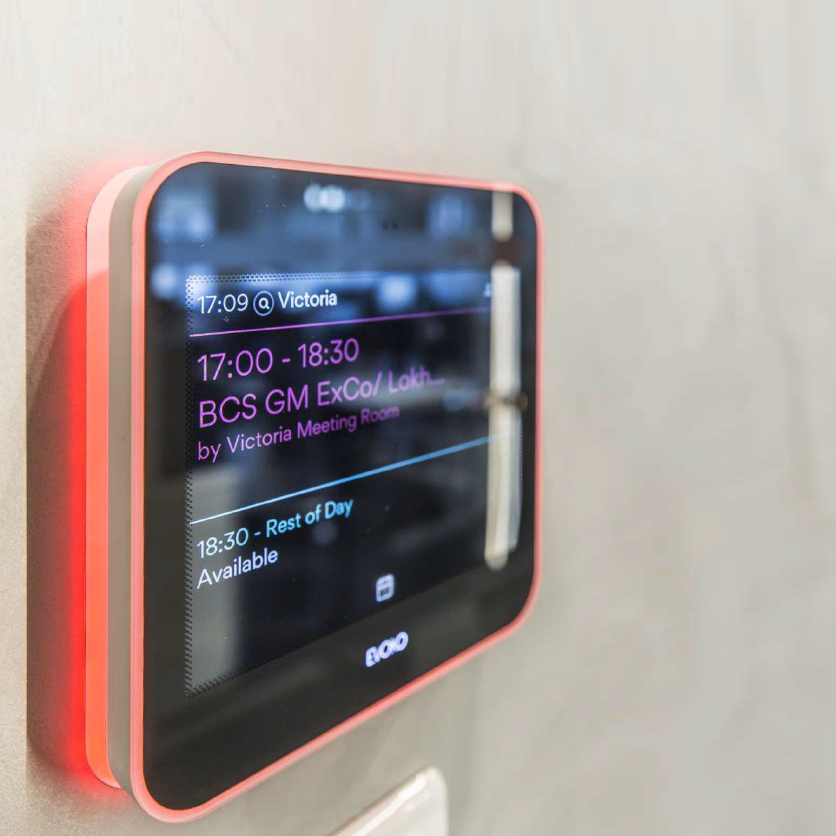 17:09 Victoria
17:00 - 18:30
BCS GM ExCo/ Lokh...
by Victoria Meeting Room
18:30 - Rest of Day
Available
EVOKO